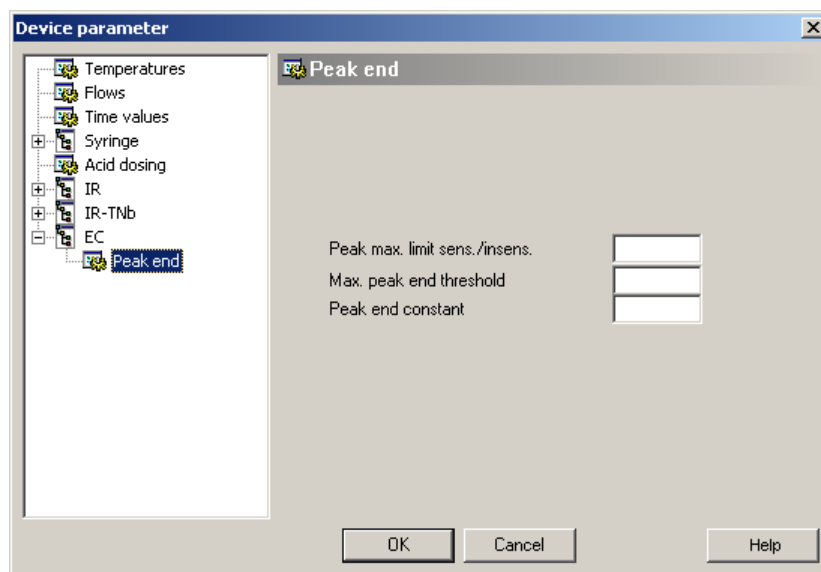 Device parameter
Temperatures
Flows
Time values
Syringe
Acid dosing
IR
IR-TNb
EC
Peak end
Peak end
Peak max. limit sens./insens.
Max. peak end threshold
Peak end constant
OK
Cancel
Help